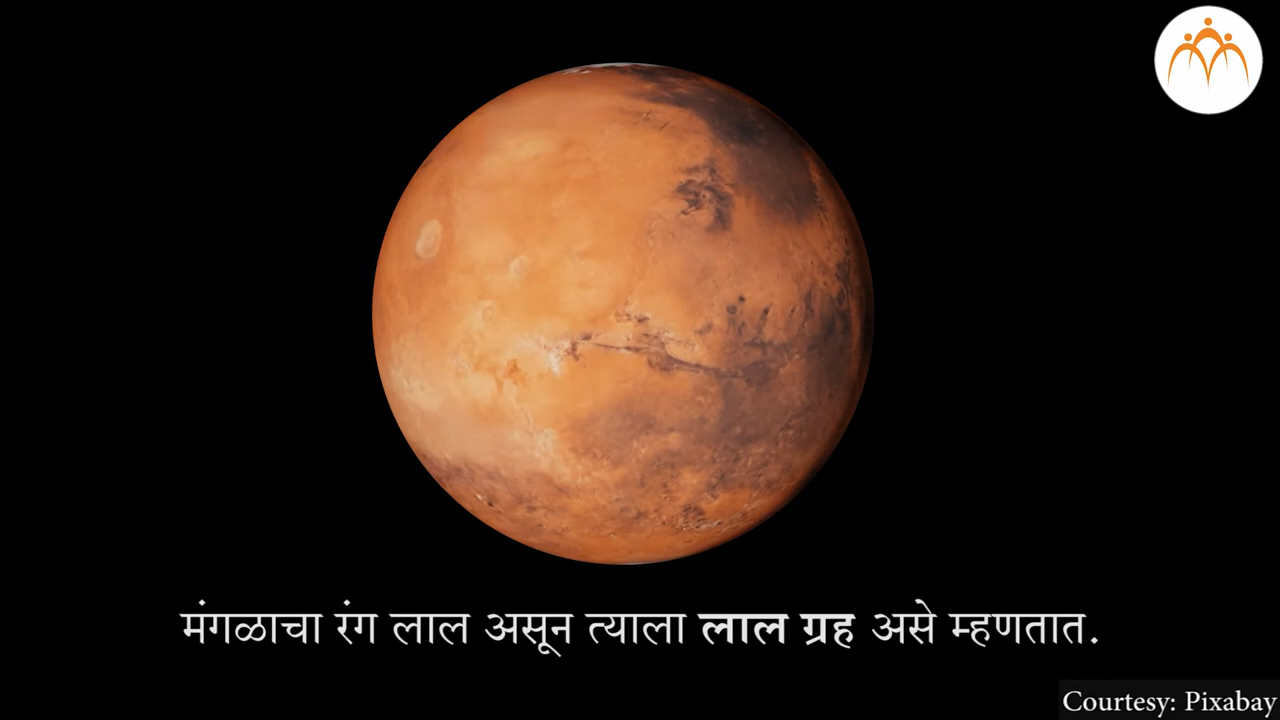 मंगळाचा रंग लाल असून त्याला लाल ग्रह असे म्हणतात.
Courtesy: Pixabay